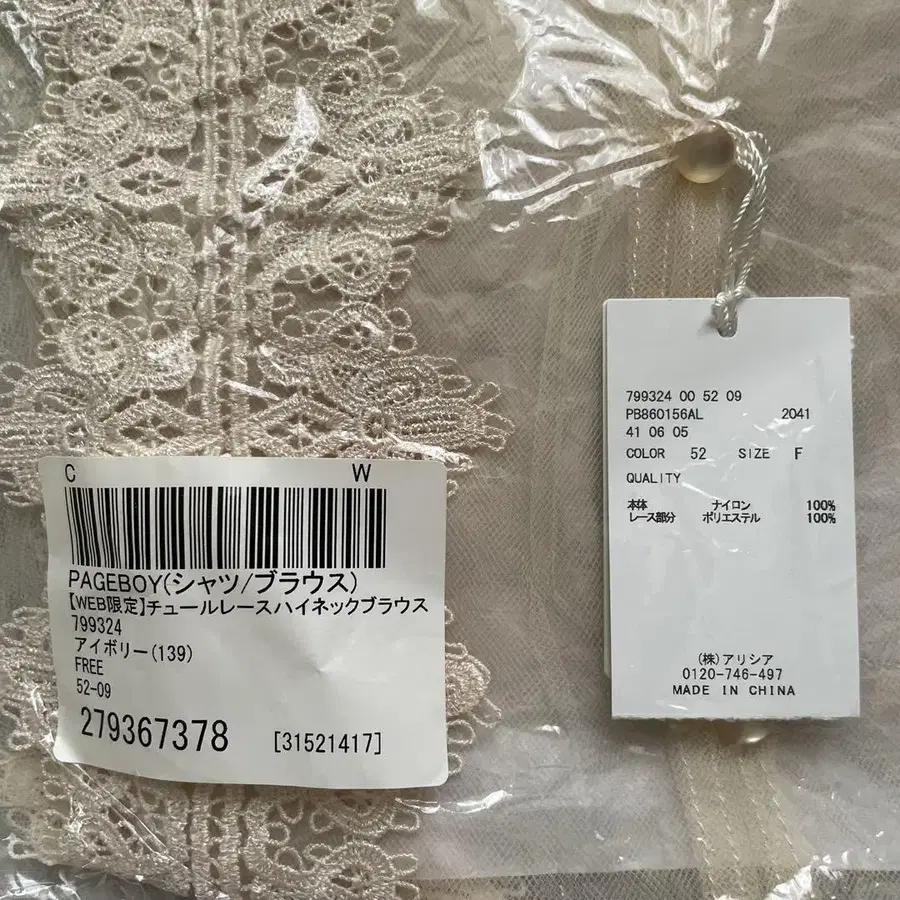 C W
PAGEBOY(シャツ/ブラウス)
【WEB限定】チュールレースハイネックブラウス
799324
アイボリー(139)
FREE
52-09
279367378 [31521417]
799324 00 52 09
PB860156AL 2041
41 06 05
COLOR 52 SIZE F
QUALITY
本体 ナイロン 100%
レース部分 ポリエステル 100%
(株)アリシア
0120-746-497
MADE IN CHINA